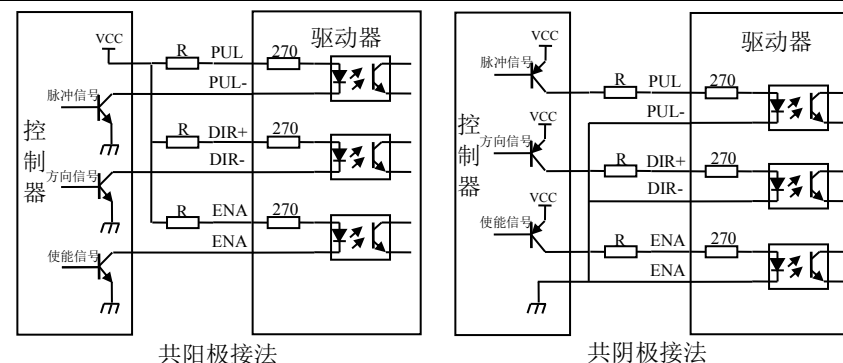 VCC
R PUL 270
驱动器
PUL-
脉冲信号
R DIR+ 270
控制器
DIR-
方向信号
R ENA 270
ENA
使能信号
共阳极接法
VCC
驱动器
脉冲信号
R PUL 270
PUL-
VCC
控制器
方向信号
R DIR+ 270
DIR-
VCC
使能信号
R ENA 270
ENA
共阴极接法